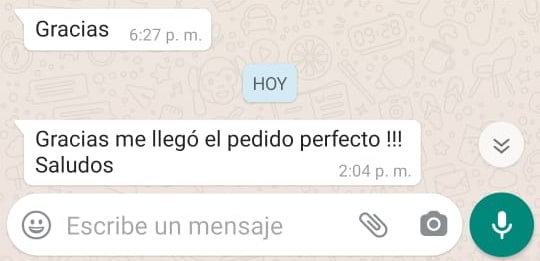 Gracias 6:27 p. m.
HOY
Gracias me llegó el pedido perfecto !!!
Saludos 2:04 p. m.
Escribe un mensaje